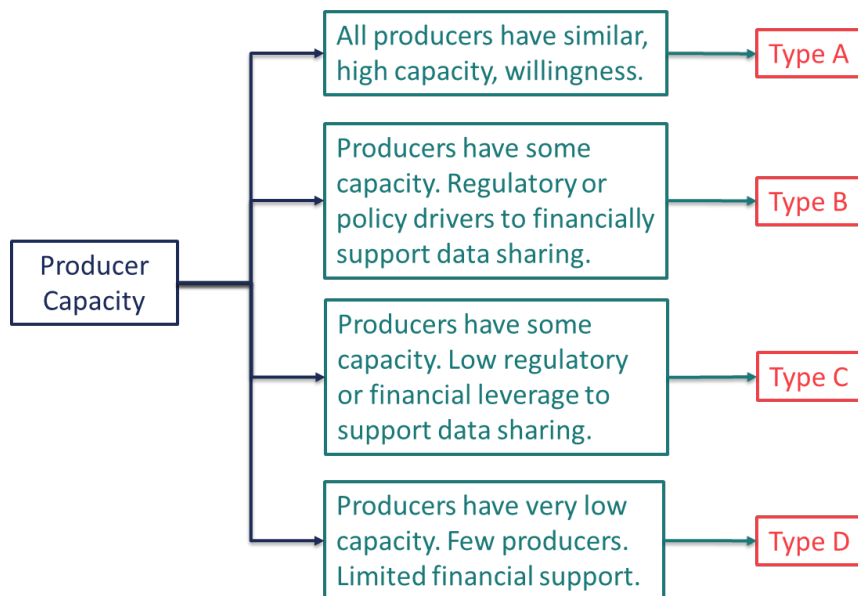 Producer
Capacity
All producers have similar,
high capacity, willingness.
Type A
Producers have some
capacity. Regulatory or
policy drivers to financially
support data sharing.
Type B
Producers have some
capacity. Low regulatory
or financial leverage to
support data sharing.
Type C
Producers have very low
capacity. Few producers.
Limited financial support.
Type D